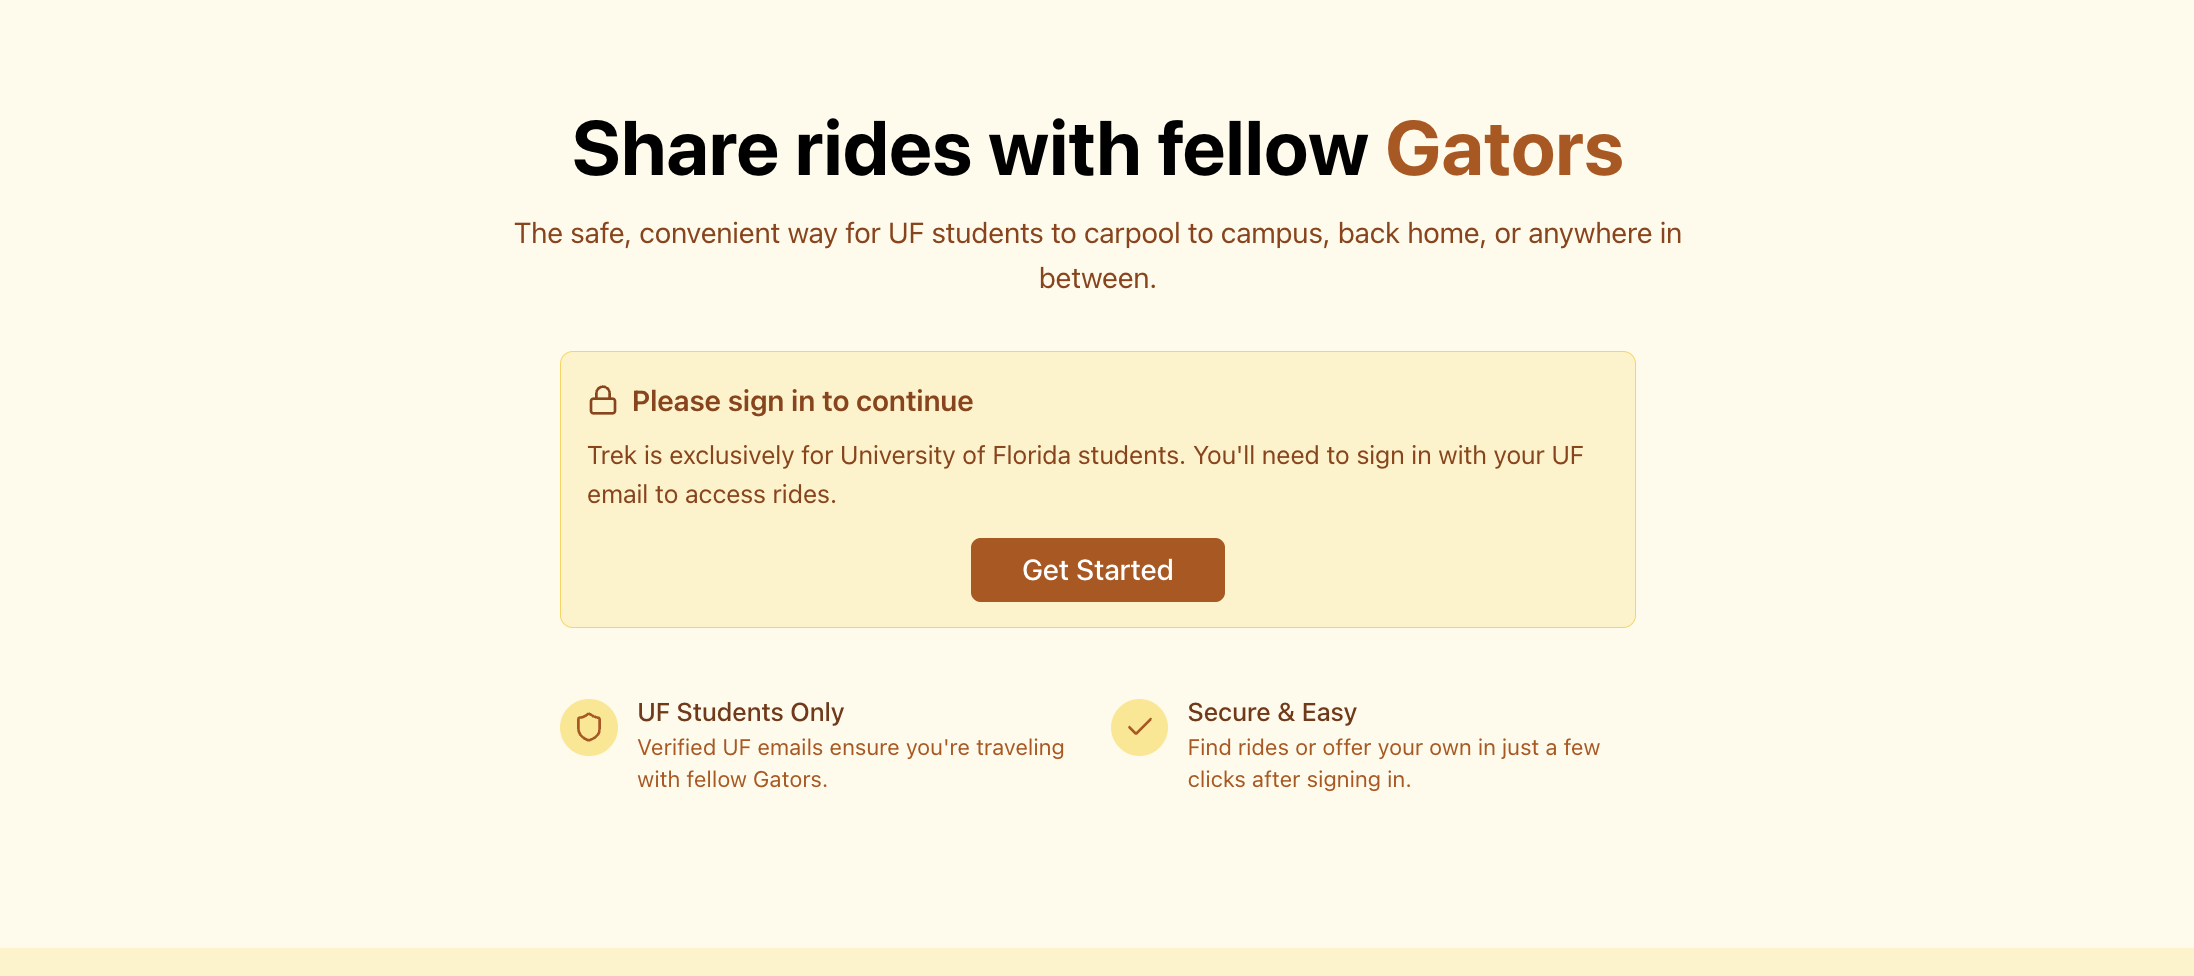 Share rides with fellow Gators
The safe, convenient way for UF students to carpool to campus, back home, or anywhere in
between.
Please sign in to continue
Trek is exclusively for University of Florida students. You'll need to sign in with your UF
email to access rides.
Get Started
UF Students Only
Verified UF emails ensure you're traveling
with fellow Gators.
Secure & Easy
Find rides or offer your own in just a few
clicks after signing in.